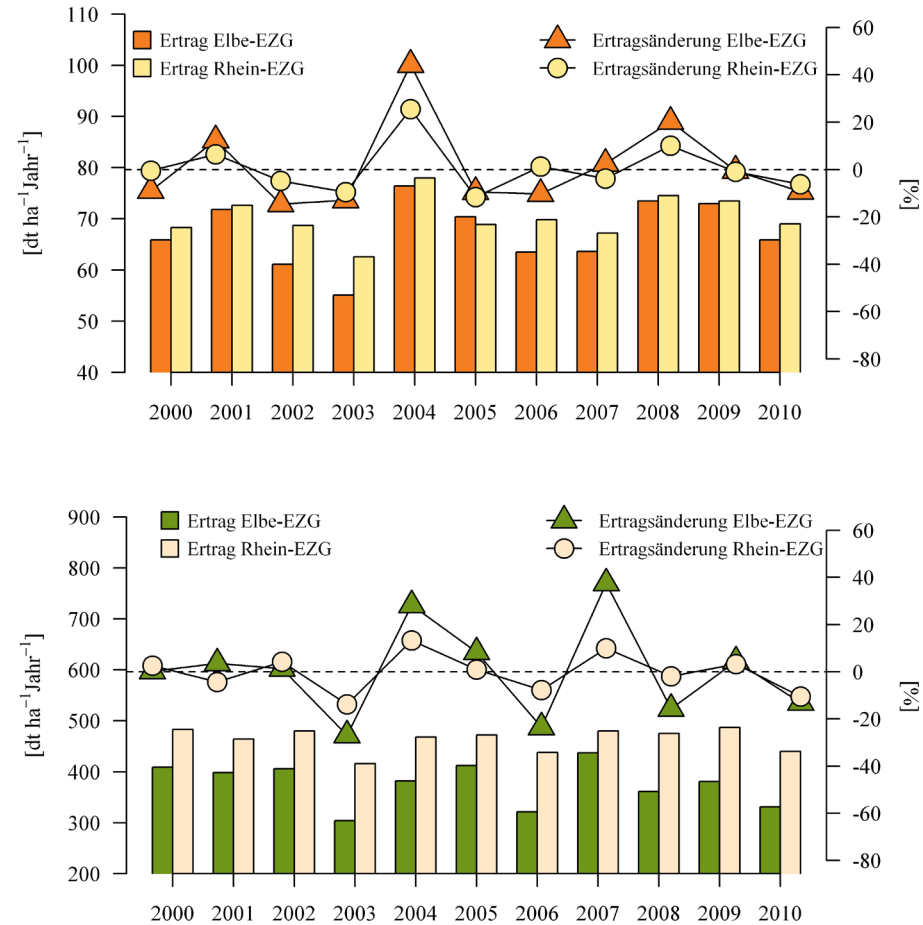 110
100
90
80
70
60
50
40
[dt ha⁻¹Jahr⁻¹]
Ertrag Elbe-EZG
Ertrag Rhein-EZG
Ertragsänderung Elbe-EZG
Ertragsänderung Rhein-EZG
60
40
20
0
-20
-40
-60
-80
[%]
2000 2001 2002 2003 2004 2005 2006 2007 2008 2009 2010
900
800
700
600
500
400
300
200
[dt ha⁻¹Jahr⁻¹]
Ertrag Elbe-EZG
Ertrag Rhein-EZG
Ertragsänderung Elbe-EZG
Ertragsänderung Rhein-EZG
60
40
20
0
-20
-40
-60
-80
[%]
2000 2001 2002 2003 2004 2005 2006 2007 2008 2009 2010